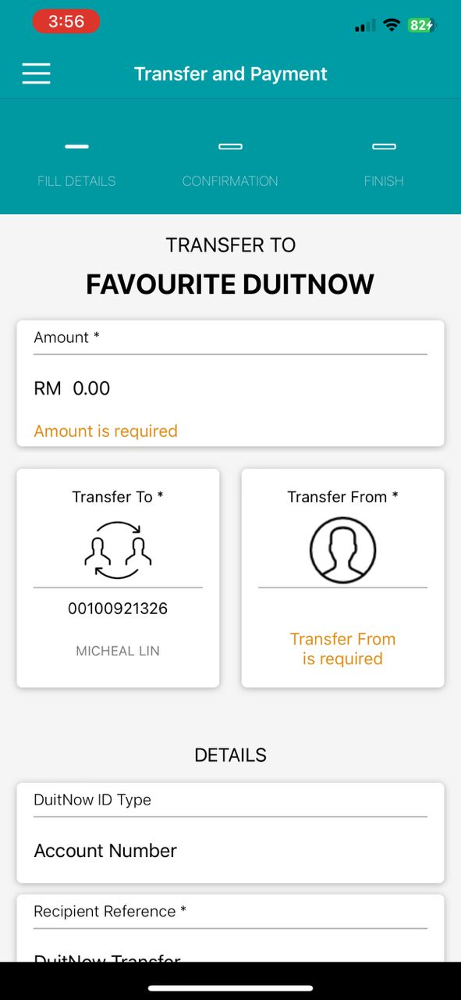 3:56
82
Transfer and Payment
FILL DETAILS
CONFIRMATION
FINISH
TRANSFER TO
FAVOURITE DUITNOW
Amount *
RM 0.00
Amount is required
Transfer To *
00100921326
MICHEAL LIN
Transfer From *
Transfer From
is required
DETAILS
DuitNow ID Type
Account Number
Recipient Reference *
DuitNow Transfer